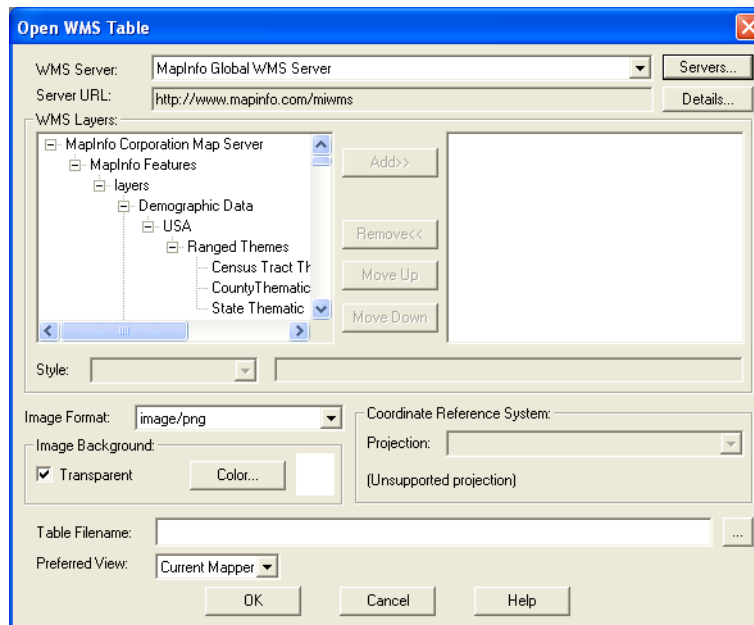 Open WMS Table
WMS Server: MapInfo Global WMS Server Servers...
Server URL: http://www.mapinfo.com/miwms Details...
WMS Layers:
MapInfo Corporation Map Server
MapInfo Features
layers
Demographic Data
USA
Ranged Themes
Census Tract Th
CountyThematic
State Thematic
Add>>
Remove<<
Move Up
Move Down
Style:
Image Format: image/png
Image Background:
Transparent Color...
Coordinate Reference System:
Projection:
(Unsupported projection)
Table Filename: ...
Preferred View: Current Mapper
OK Cancel Help